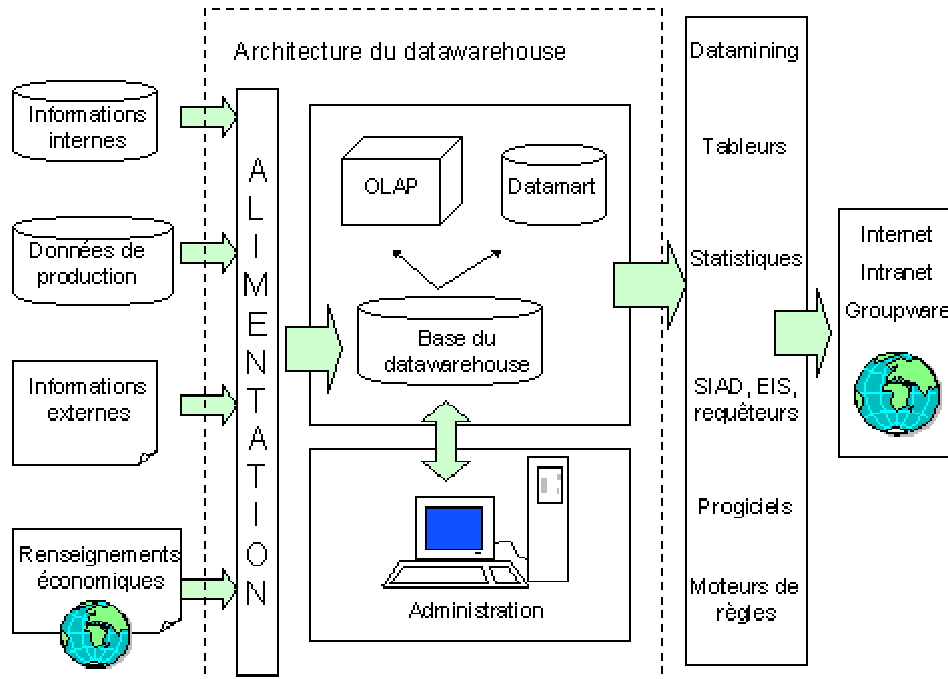 Architecture du datawarehouse
Informations
internes
Données de
production
Informations
externes
Renseignements
économiques
ALIMENTATION
OLAP
Datamart
Base du
datawarehouse
Administration
Datamining
Tableurs
Statistiques
SIAD, EIS,
requêteurs
Progiciels
Moteurs de
règles
Internet
Intranet
Groupware